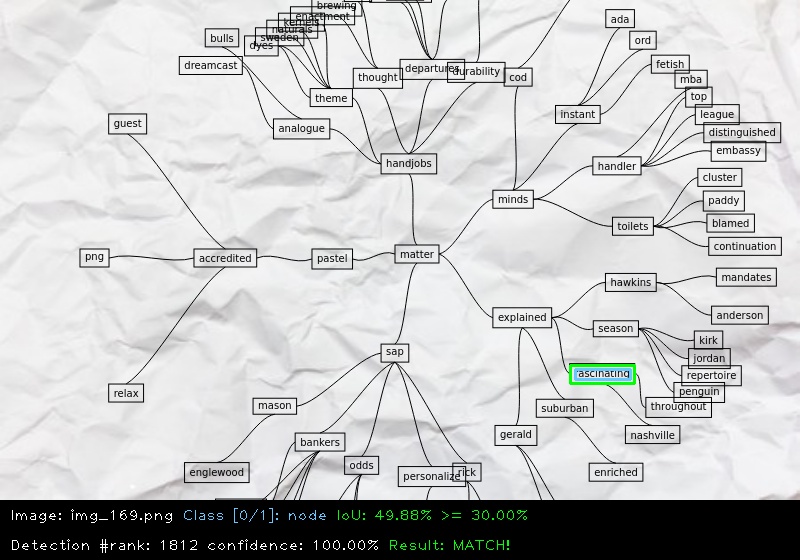 brewing
enactment
kernels
naturals
sweden
dyes
bulls
dreamcast
theme
analogue
thought
departures
durability
cod
handjobs
ada
ord
fetish
mba
top
league
distinguished
embassy
instant
handler
minds
cluster
paddy
blamed
continuation
toilets
guest
png
accredited
pastel
matter
relax
hawkins
mandates
anderson
explained
season
kirk
jordan
repertoire
penguin
throughout
ascinating
suburban
nashville
gerald
enriched
sap
mason
bankers
englewood
odds
personalize
rick
Image: img_169.png Class [0/1]: node IoU: 49.88% >= 30.00%
Detection #rank: 1812 confidence: 100.00% Result: MATCH!